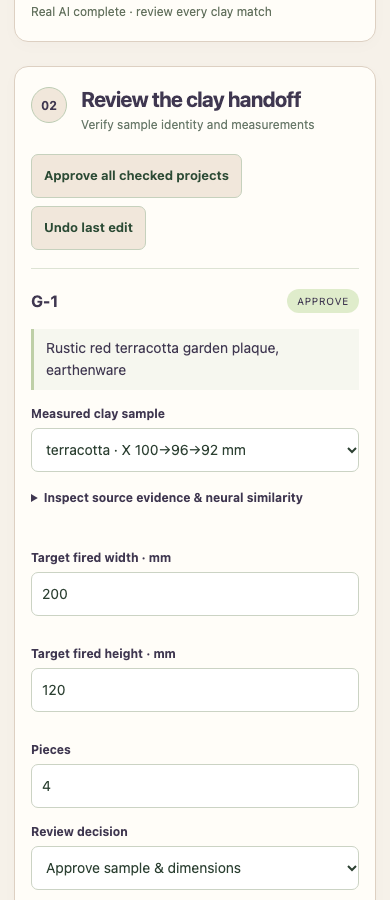 Real AI complete · review every clay match
02
Review the clay handoff
Verify sample identity and measurements
Approve all checked projects
Undo last edit
G-1
APPROVE
Rustic red terracotta garden plaque,
earthenware
Measured clay sample
terracotta · X 100→96→92 mm
▶ Inspect source evidence & neural similarity
Target fired width · mm
200
Target fired height · mm
120
Pieces
4
Review decision
Approve sample & dimensions